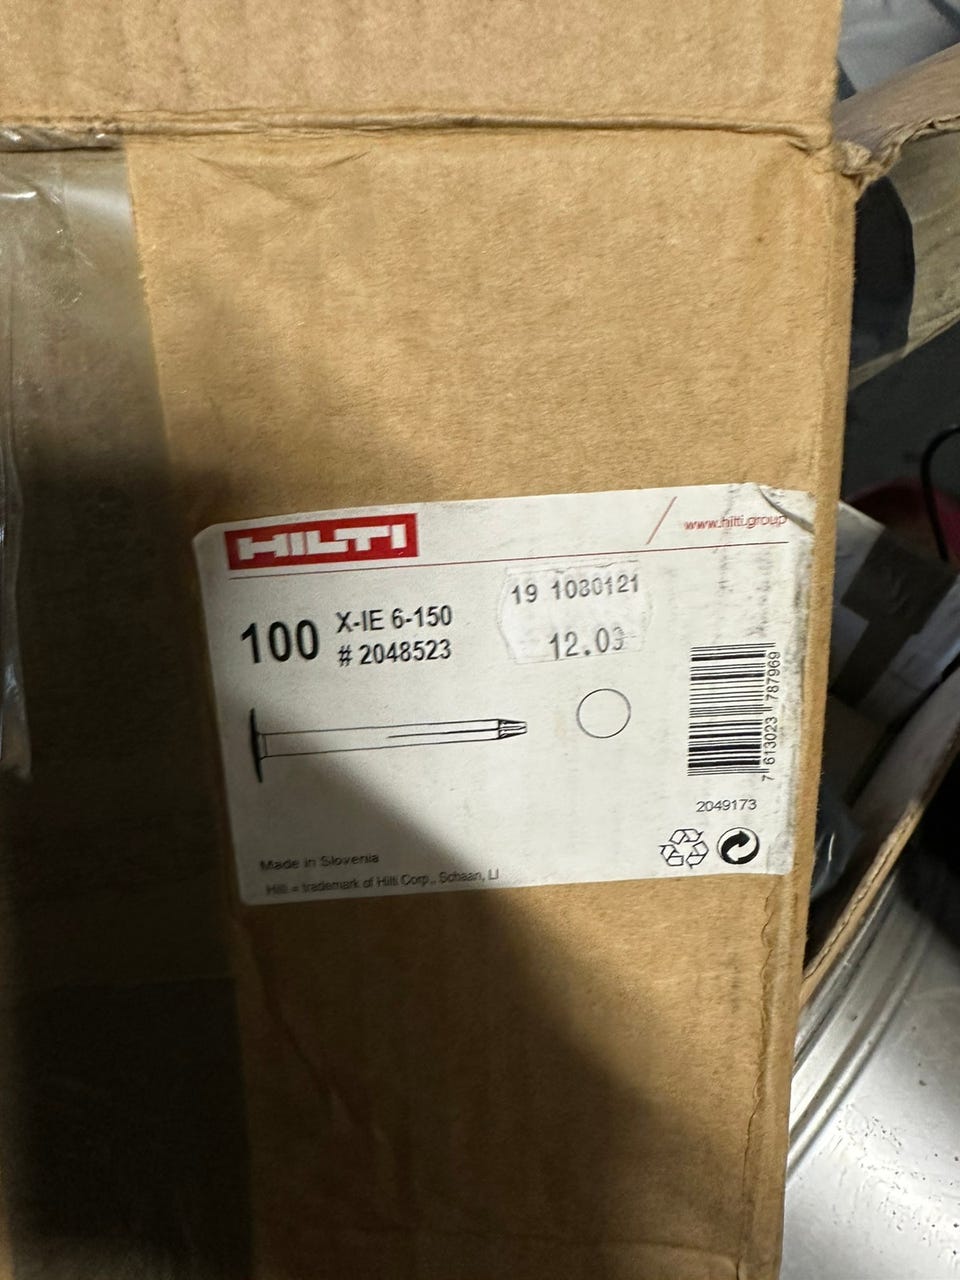 HILTI
www.hilti.group
100
X-IE 6-150
# 2048523
19 1080121
12.03
7 613023 787969
2049173
Made in Slovenia
Hilti = trademark of Hilti Corp., Schaan, LI